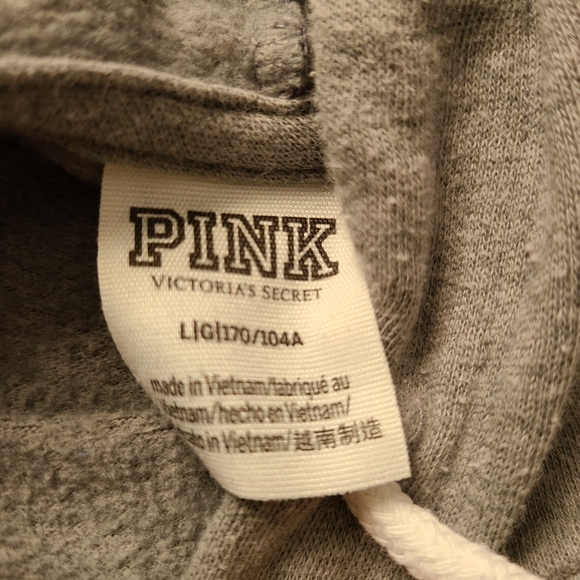 PINK
VICTORIA'S SECRET
L|G|170/104A
made in Vietnam/fabriqué au
Vietnam/hecho en Vietnam/
in Vietnam/越南制造